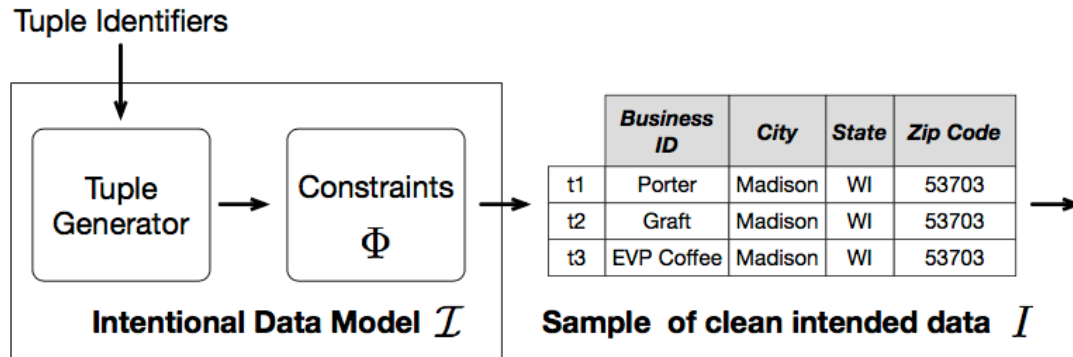 Tuple Identifiers
Tuple
Generator
Constraints
Φ
Intentional Data Model ℐ
Business
ID City State Zip Code
t1 Porter Madison WI 53703
t2 Graft Madison WI 53703
t3 EVP Coffee Madison WI 53703
Sample of clean intended data I